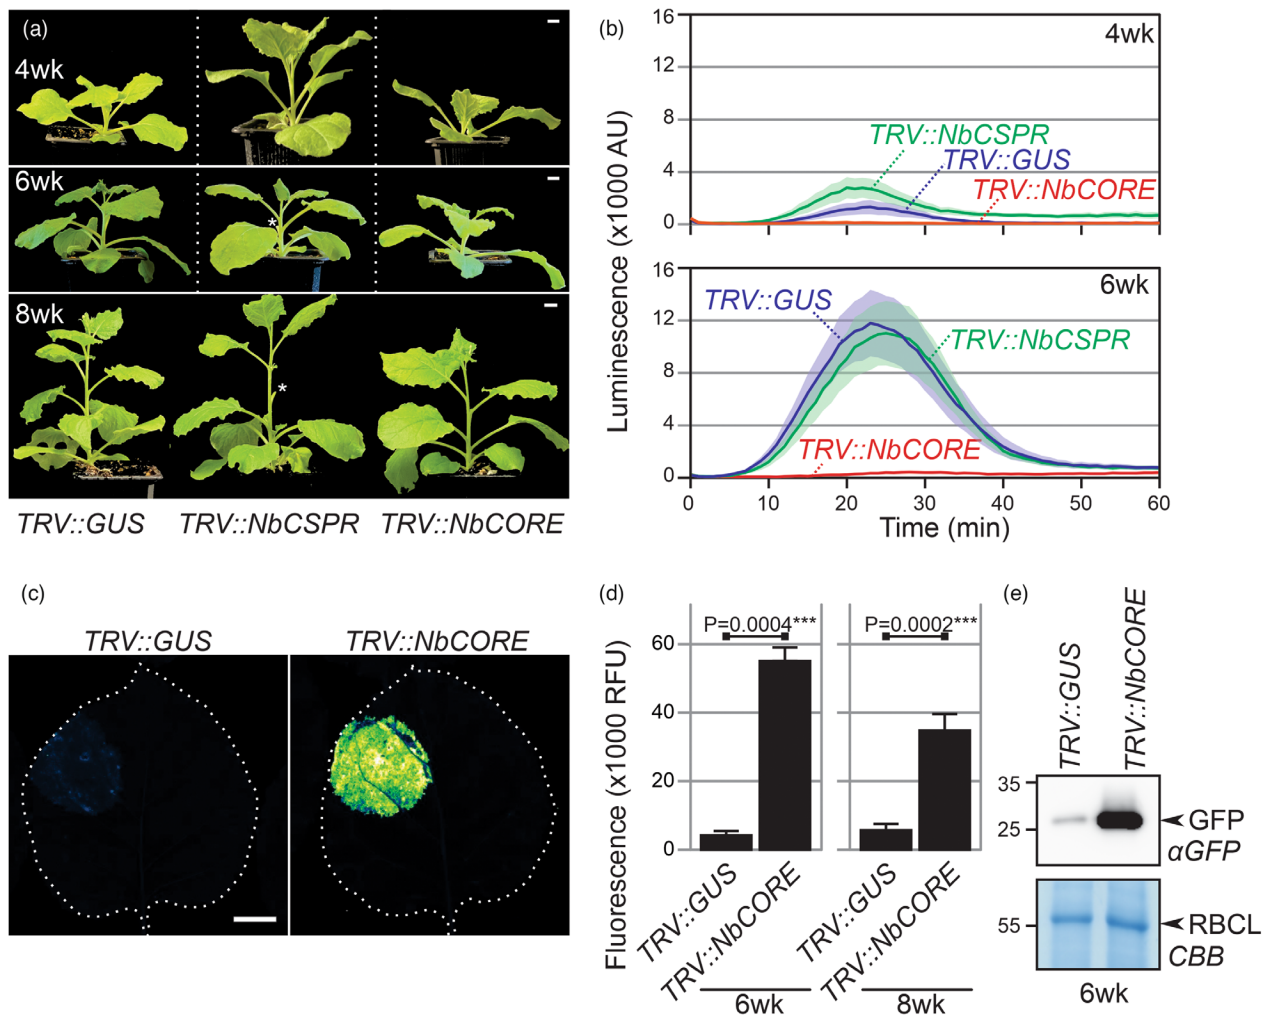 (a)
4wk
6wk
*
8wk
*
TRV::GUS TRV::NbCSPR TRV::NbCORE
(b)
Luminescence (x1000 AU)
16
12
8
4
0
4wk
TRV::NbCSPR
TRV::GUS
TRV::NbCORE
16
12
8
4
0
6wk
TRV::GUS
TRV::NbCSPR
TRV::NbCORE
0 10 20 30 40 50 60
Time (min)
(c)
TRV::GUS TRV::NbCORE
(d)
Fluorescence (x1000 RFU)
60
40
20
0
P=0.0004***
P=0.0002***
TRV::GUS
TRV::NbCORE
TRV::GUS
TRV::NbCORE
6wk 8wk
(e)
TRV::GUS
TRV::NbCORE
35
25
GFP
αGFP
55
RBCL
CBB
6wk